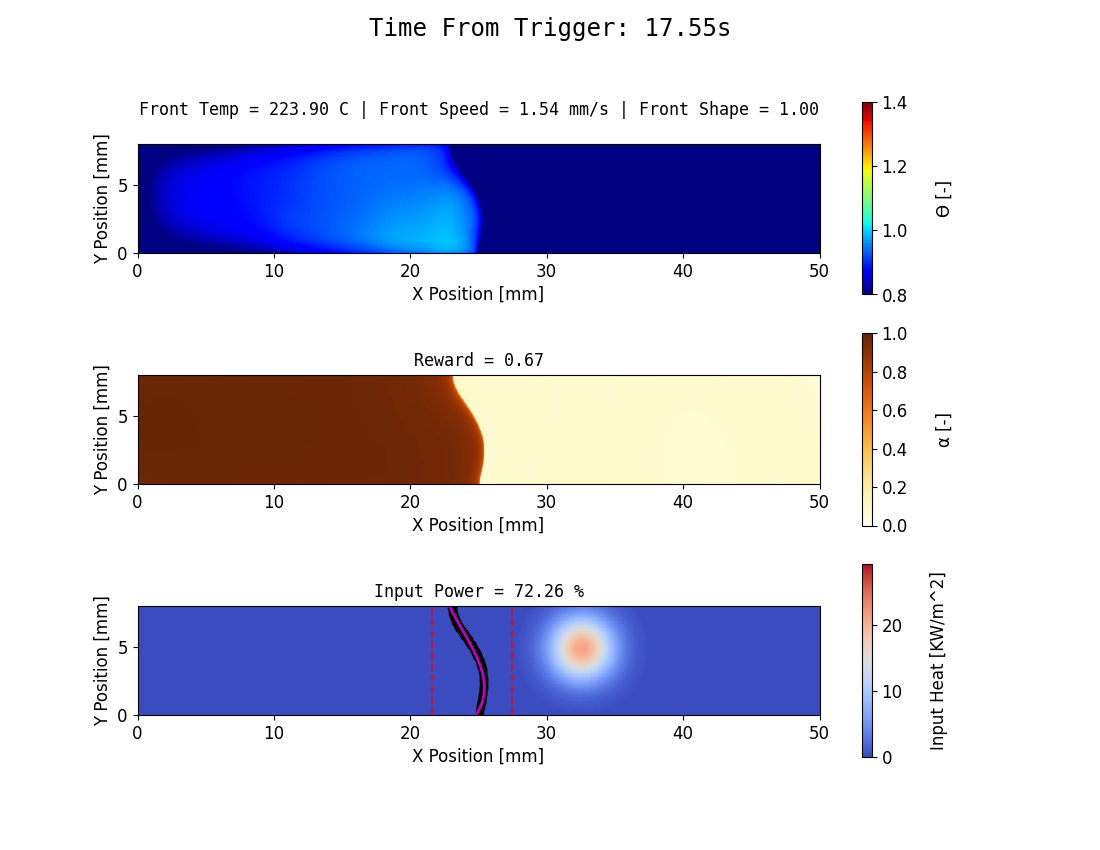 Time From Trigger: 17.55s
Front Temp = 223.90 C | Front Speed = 1.54 mm/s | Front Shape = 1.00
Y Position [mm]
5
0
0 10 20 30 40 50
X Position [mm]
1.4
1.2
1.0
0.8
Θ [-]
Reward = 0.67
Y Position [mm]
5
0
0 10 20 30 40 50
X Position [mm]
1.0
0.8
0.6
0.4
0.2
0.0
α [-]
Input Power = 72.26 %
Y Position [mm]
5
0
0 10 20 30 40 50
X Position [mm]
20
10
0
Input Heat [KW/m^2]